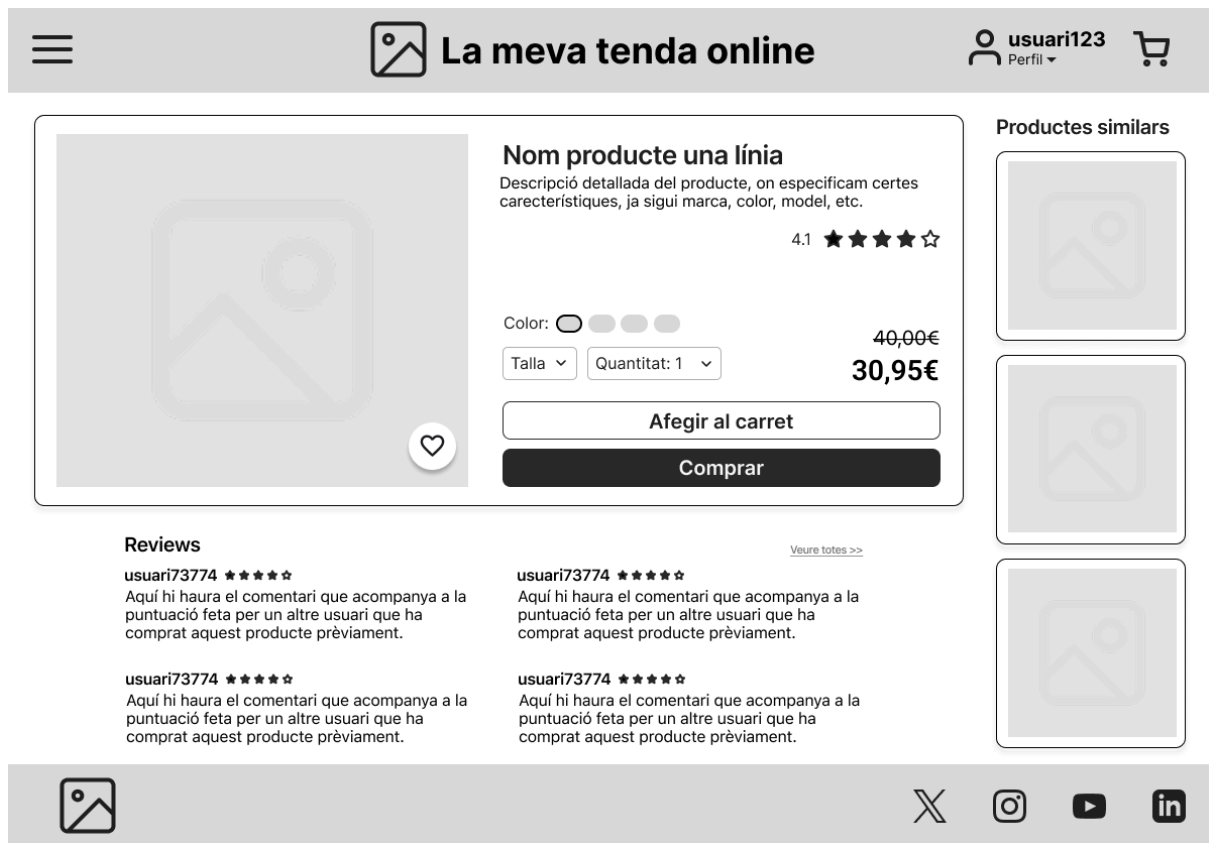 La meva tenda online
usuari123
Perfil
Nom producte una línia
Descripció detallada del producte, on especificam certes
carecterístiques, ja sigui marca, color, model, etc.
4.1
Color:
40,00€
Talla
Quantitat: 1
30,95€
Afegir al carret
Comprar
Productes similars
Reviews
Veure totes >>
usuari73774
Aquí hi haura el comentari que acompanya a la
puntuació feta per un altre usuari que ha
comprat aquest producte prèviament.
usuari73774
Aquí hi haura el comentari que acompanya a la
puntuació feta per un altre usuari que ha
comprat aquest producte prèviament.
usuari73774
Aquí hi haura el comentari que acompanya a la
puntuació feta per un altre usuari que ha
comprat aquest producte prèviament.
usuari73774
Aquí hi haura el comentari que acompanya a la
puntuació feta per un altre usuari que ha
comprat aquest producte prèviament.
in